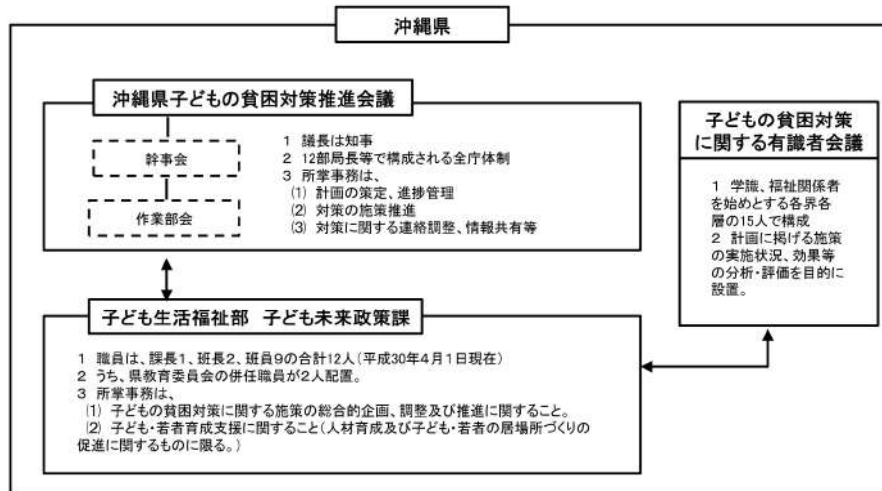 沖縄県
沖縄県子どもの貧困対策推進会議
幹事会
作業部会
1 議長は知事
2 12部局長等で構成される全庁体制
3 所掌事務は、
(1) 計画の策定、進捗管理
(2) 対策の施策推進
(3) 対策に関する連絡調整、情報共有等
子どもの貧困対策
に関する有識者会議
1 学識、福祉関係者
を始めとする各界各
層の15人で構成
2 計画に掲げる施策
の実施状況、効果等
の分析・評価を目的に
設置。
子ども生活福祉部 子ども未来政策課
1 職員は、課長1、班長2、班員9の合計12人(平成30年4月1日現在)
2 うち、県教育委員会の併任職員が2人配置。
3 所掌事務は、
(1) 子どもの貧困対策に関する施策の総合的企画、調整及び推進に関すること。
(2) 子ども・若者育成支援に関すること(人材育成及び子ども・若者の居場所づくりの
促進に関するものに限る。)